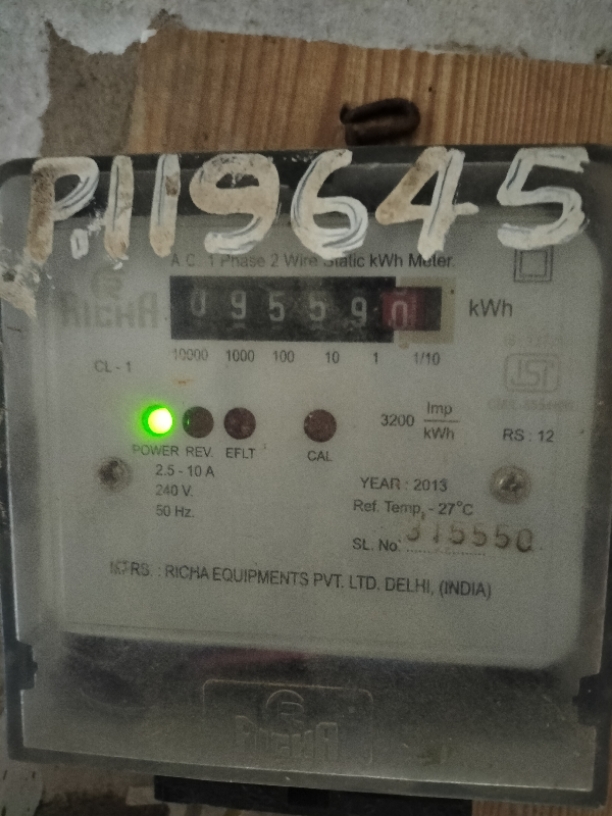 P.119645
A.C. 1 Phase 2 Wire Static kWh Meter.
RICHA
095590 kWh
10000 1000 100 10 1 1/10
CL - 1
ISI
3200 Imp/kWh
RS : 12
POWER REV. EFLT CAL
2.5 - 10 A
240 V.
50 Hz.
YEAR : 2013
Ref. Temp. - 27°C
SL. No. 315550
MFRS. : RICHA EQUIPMENTS PVT. LTD. DELHI, (INDIA)
RICHA